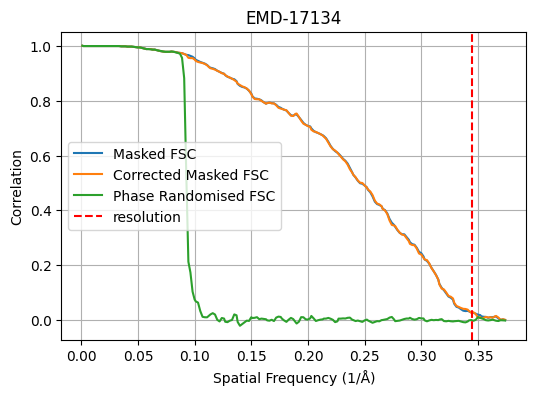 EMD-17134
1.0
0.8
0.6
0.4
0.2
0.0
Correlation
Masked FSC
Corrected Masked FSC
Phase Randomised FSC
resolution
0.00 0.05 0.10 0.15 0.20 0.25 0.30 0.35
Spatial Frequency (1/Å)